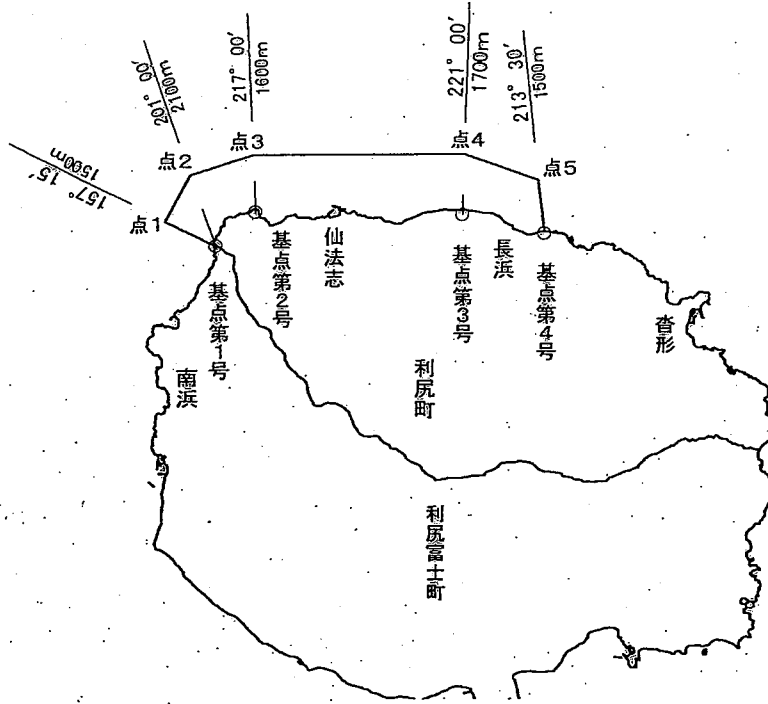 201° 00′
2100m
217° 00′
1600m
221° 00′
1700m
213° 30′
1500m
157° 15′
1500m
点1
点2
点3
点4
点5
基点第1号
基点第2号
仙法志
基点第3号
長浜
基点第4号
沓形
南浜
利尻町
利尻富士町